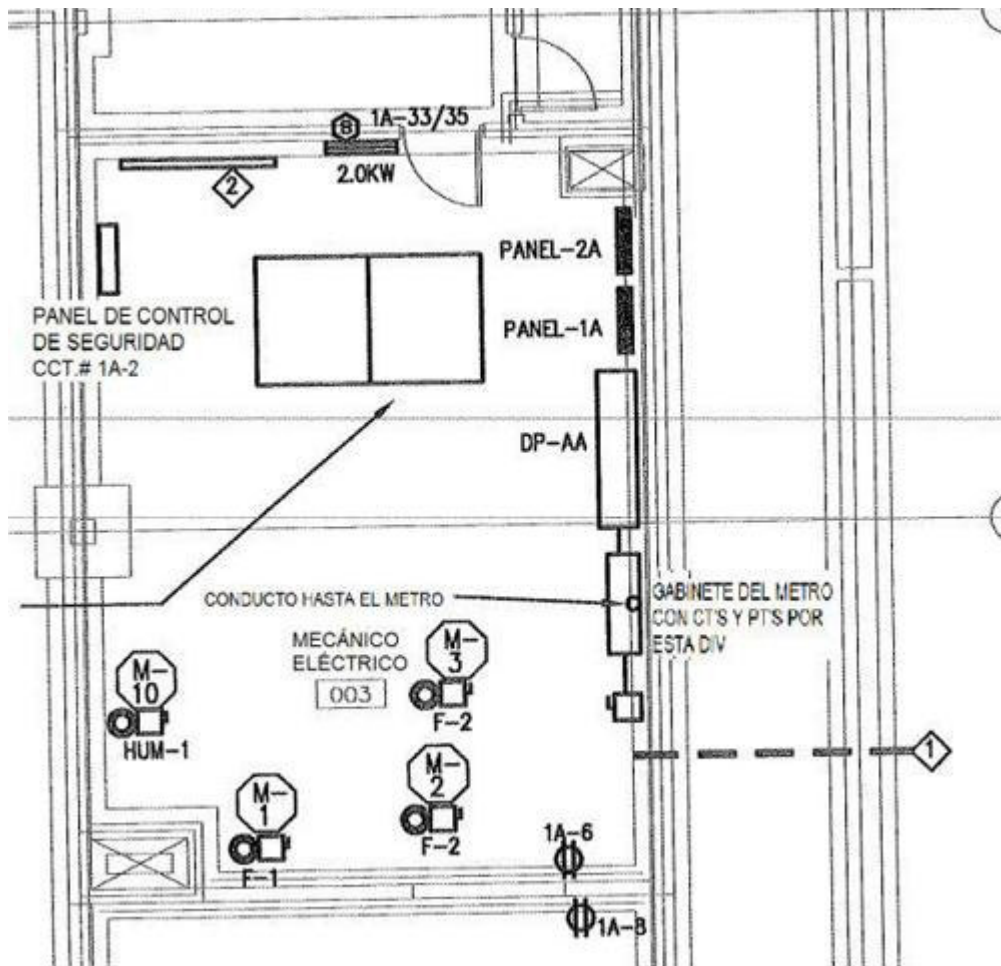 8
1A-33/35
2.0KW
2
PANEL-2A
PANEL-1A
PANEL DE CONTROL
DE SEGURIDAD
CCT.# 1A-2
DP-AA
CONDUCTO HASTA EL METRO
GABINETE DEL METRO
CON CT'S Y PT'S POR
ESTA DIV
MECÁNICO
ELÉCTRICO
003
M-
3
F-2
M-
10
HUM-1
1
M-
2
F-2
M-
1
F-1
1A-6
1A-8